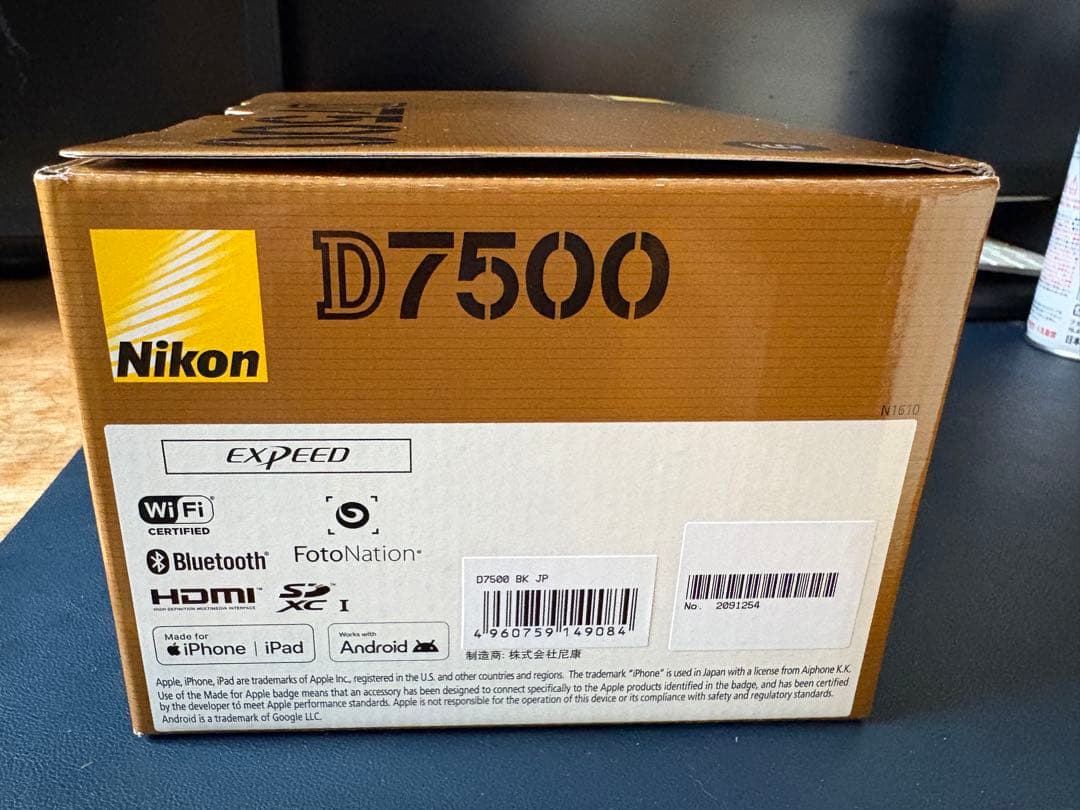 D7500
Nikon
N1610
EXPEED
Wi Fi
CERTIFIED
Bluetooth®
FotoNation®
HDMI™
HIGH-DEFINITION MULTIMEDIA INTERFACE
SD XC I
Made for
iPhone | iPad
Works with
Android
D7500 BK JP
4 960759 149084
制造商: 株式会社尼康
No. 2091254
Apple, iPhone, iPad are trademarks of Apple Inc., registered in the U.S. and other countries and regions. The trademark "iPhone" is used in Japan with a license from Aiphone K.K.
Use of the Made for Apple badge means that an accessory has been designed to connect specifically to the Apple products identified in the badge, and has been certified
by the developer to meet Apple performance standards. Apple is not responsible for the operation of this device or its compliance with safety and regulatory standards.
Android is a trademark of Google LLC.